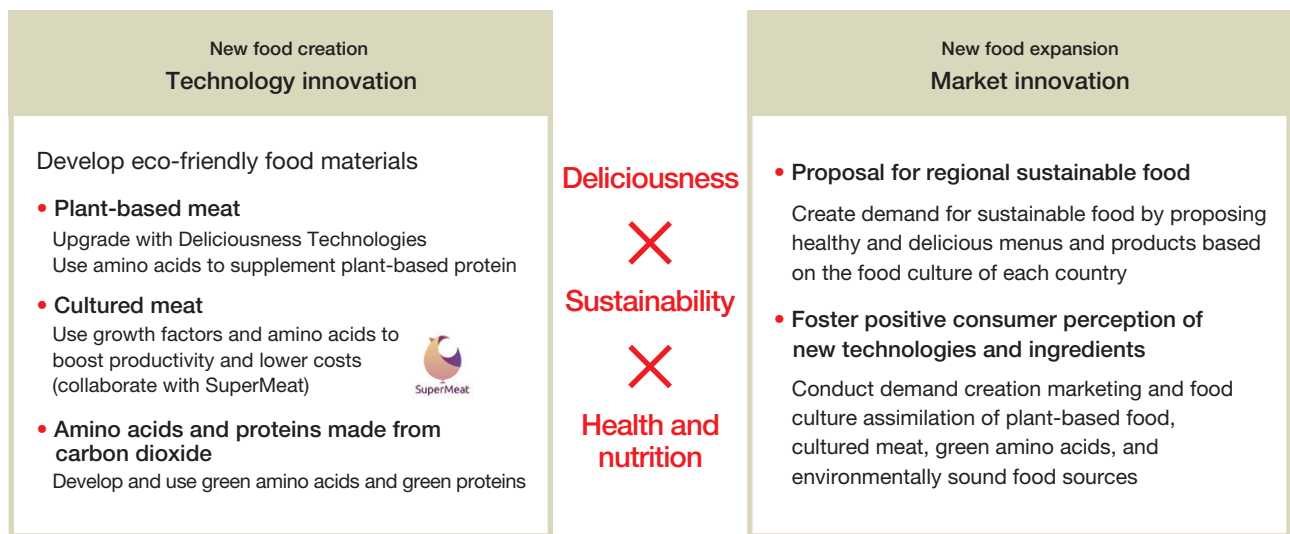 New food creation
Technology innovation
Develop eco-friendly food materials
• Plant-based meat
Upgrade with Deliciousness Technologies
Use amino acids to supplement plant-based protein
• Cultured meat
Use growth factors and amino acids to
boost productivity and lower costs
(collaborate with SuperMeat)
SuperMeat
• Amino acids and proteins made from
carbon dioxide
Develop and use green amino acids and green proteins
Deliciousness
×
Sustainability
×
Health and
nutrition
New food expansion
Market innovation
• Proposal for regional sustainable food
Create demand for sustainable food by proposing
healthy and delicious menus and products based
on the food culture of each country
• Foster positive consumer perception of
new technologies and ingredients
Conduct demand creation marketing and food
culture assimilation of plant-based food,
cultured meat, green amino acids, and
environmentally sound food sources